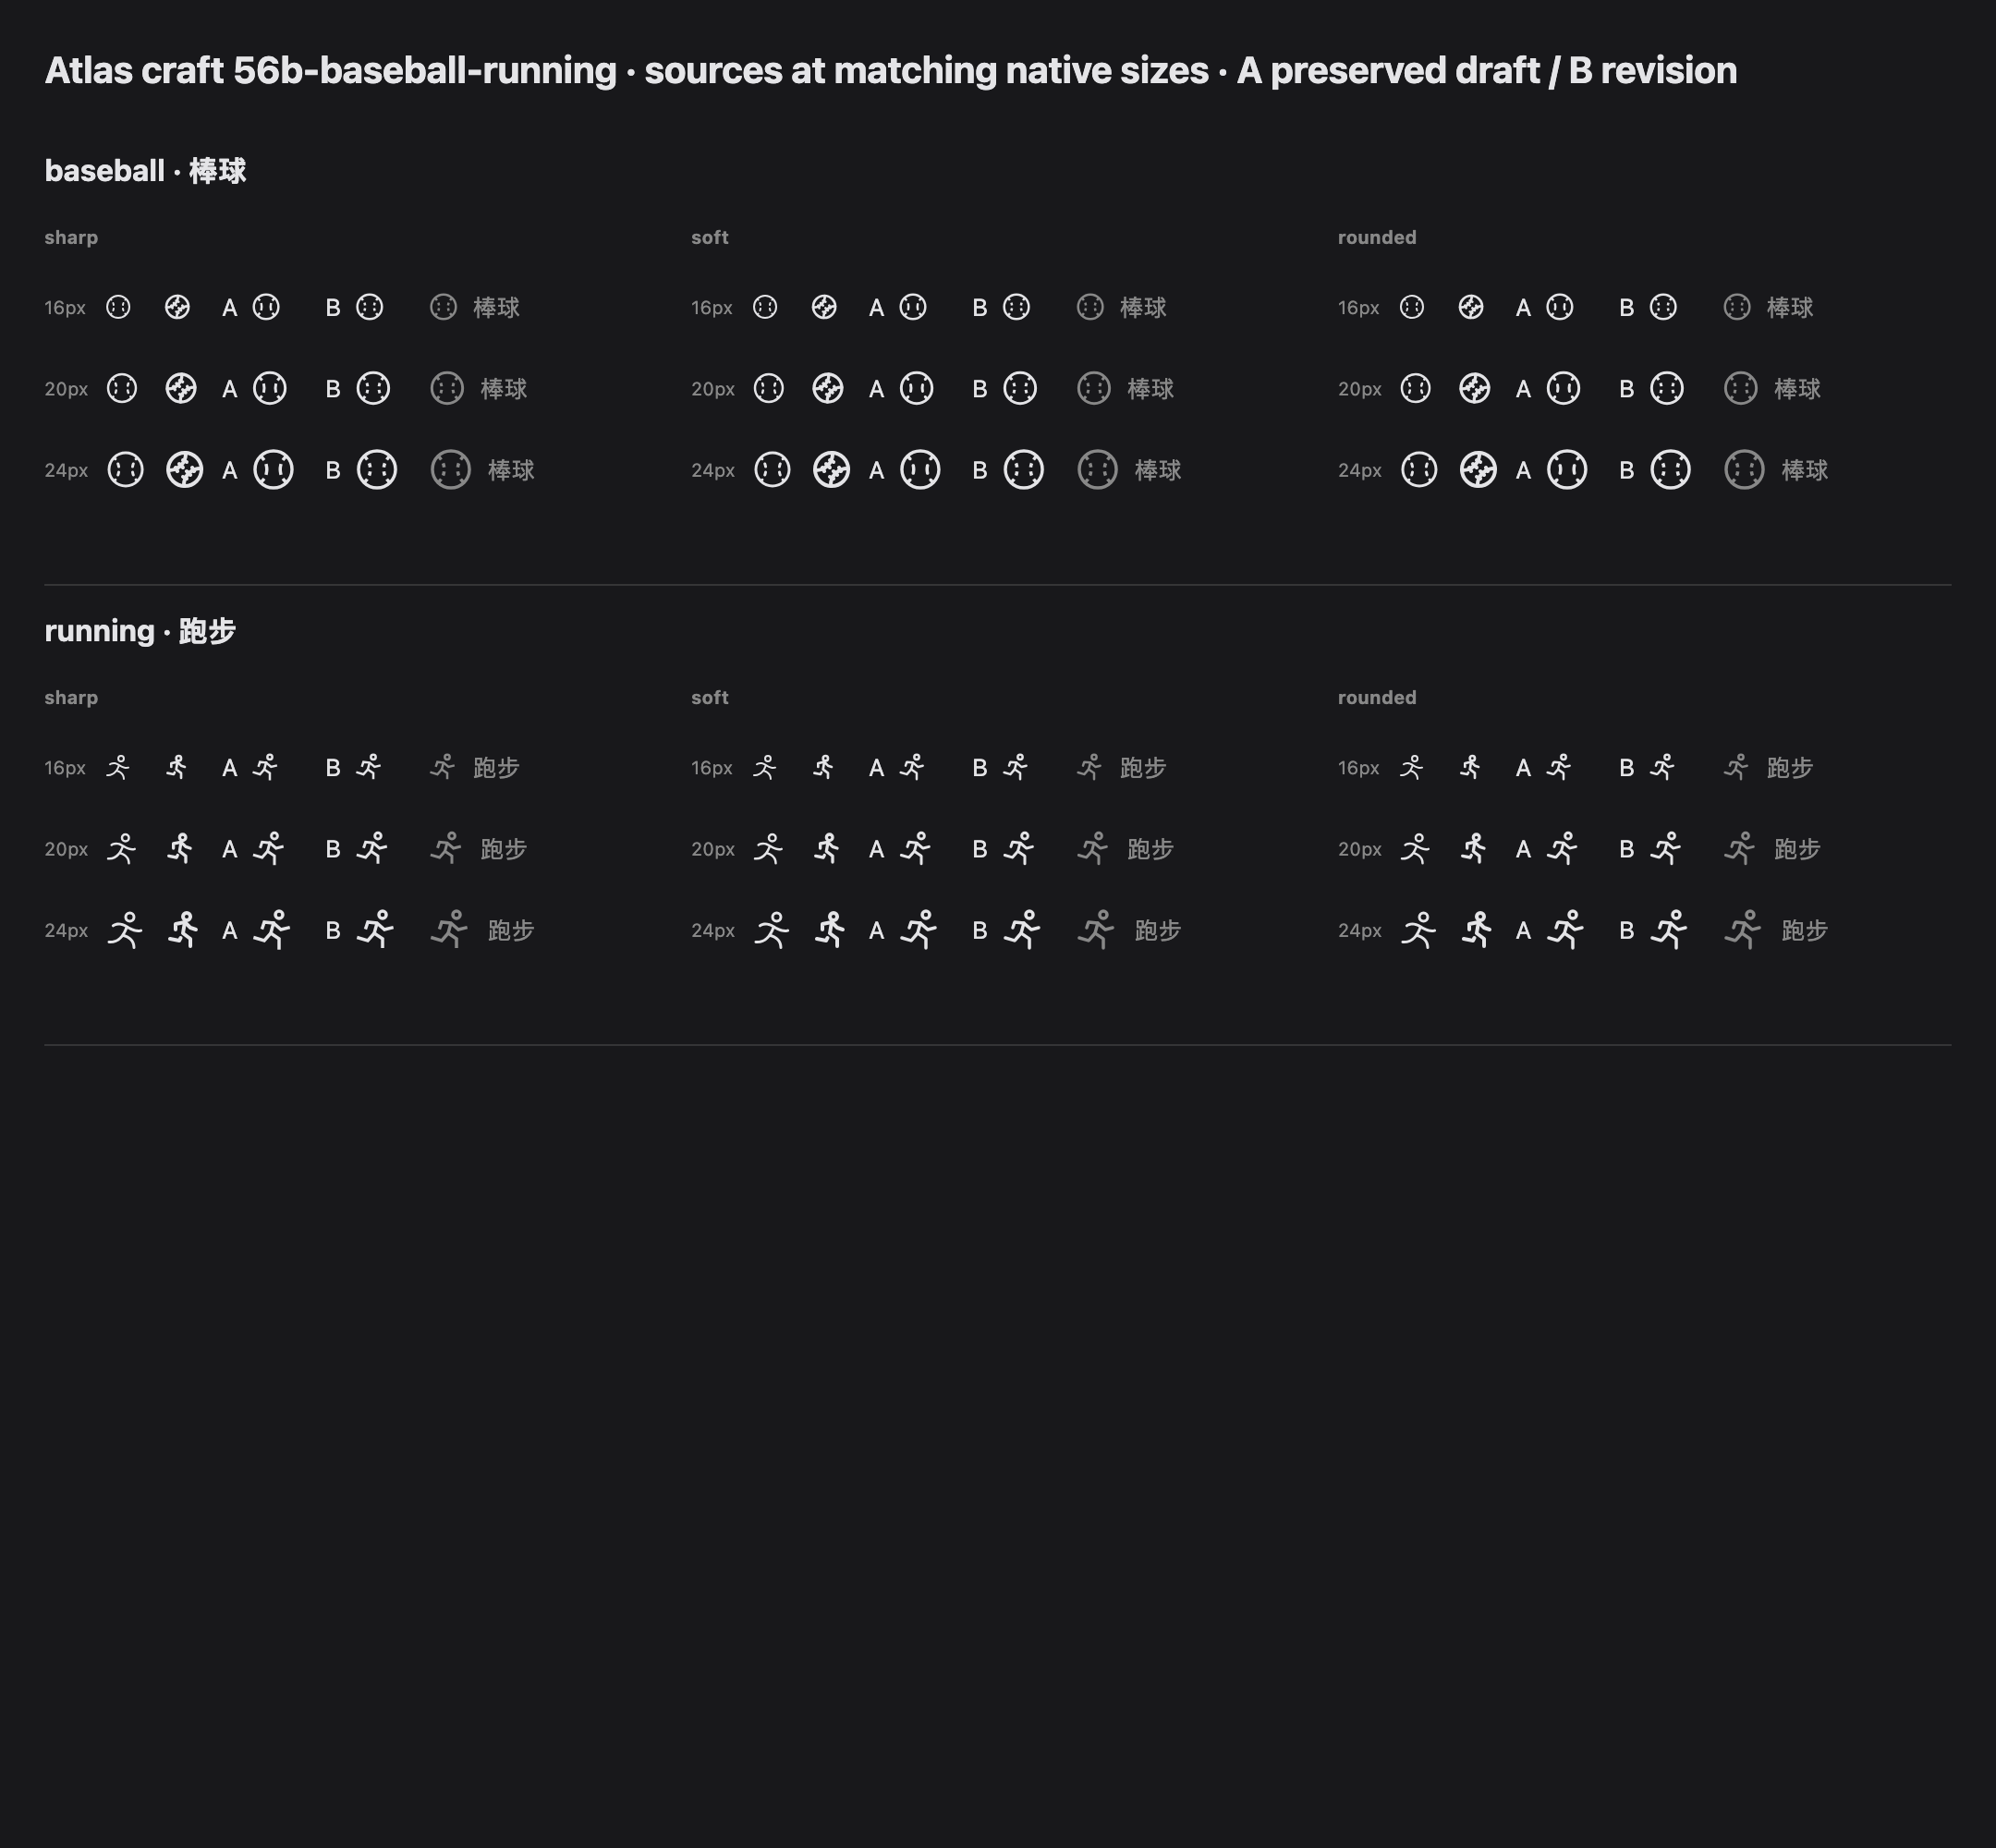 Atlas craft 56b-baseball-running · sources at matching native sizes · A preserved draft / B revision
baseball · 棒球
sharp soft rounded
16px A B 棒球 16px A B 棒球 16px A B 棒球
20px A B 棒球 20px A B 棒球 20px A B 棒球
24px A B 棒球 24px A B 棒球 24px A B 棒球
running · 跑步
sharp soft rounded
16px A B 跑步 16px A B 跑步 16px A B 跑步
20px A B 跑步 20px A B 跑步 20px A B 跑步
24px A B 跑步 24px A B 跑步 24px A B 跑步